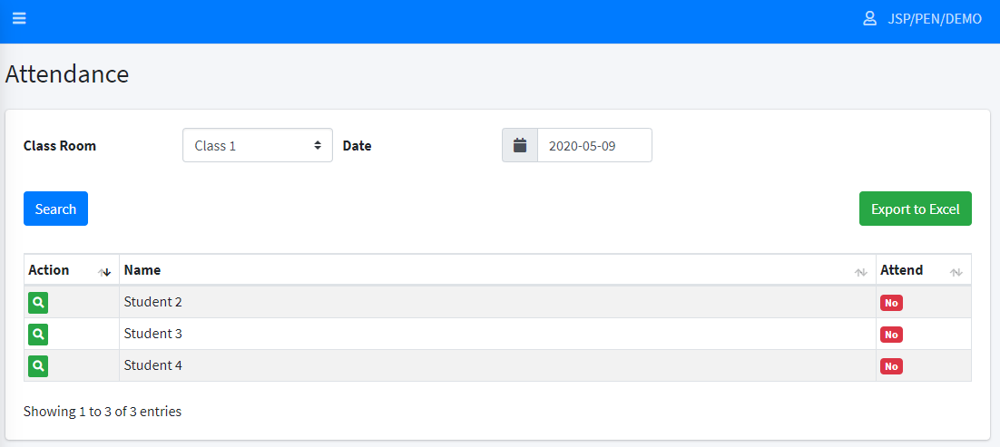 JSP/PEN/DEMO
Attendance
Class Room Class 1 Date 2020-05-09
Search Export to Excel
Action Name Attend
Student 2 No
Student 3 No
Student 4 No
Showing 1 to 3 of 3 entries